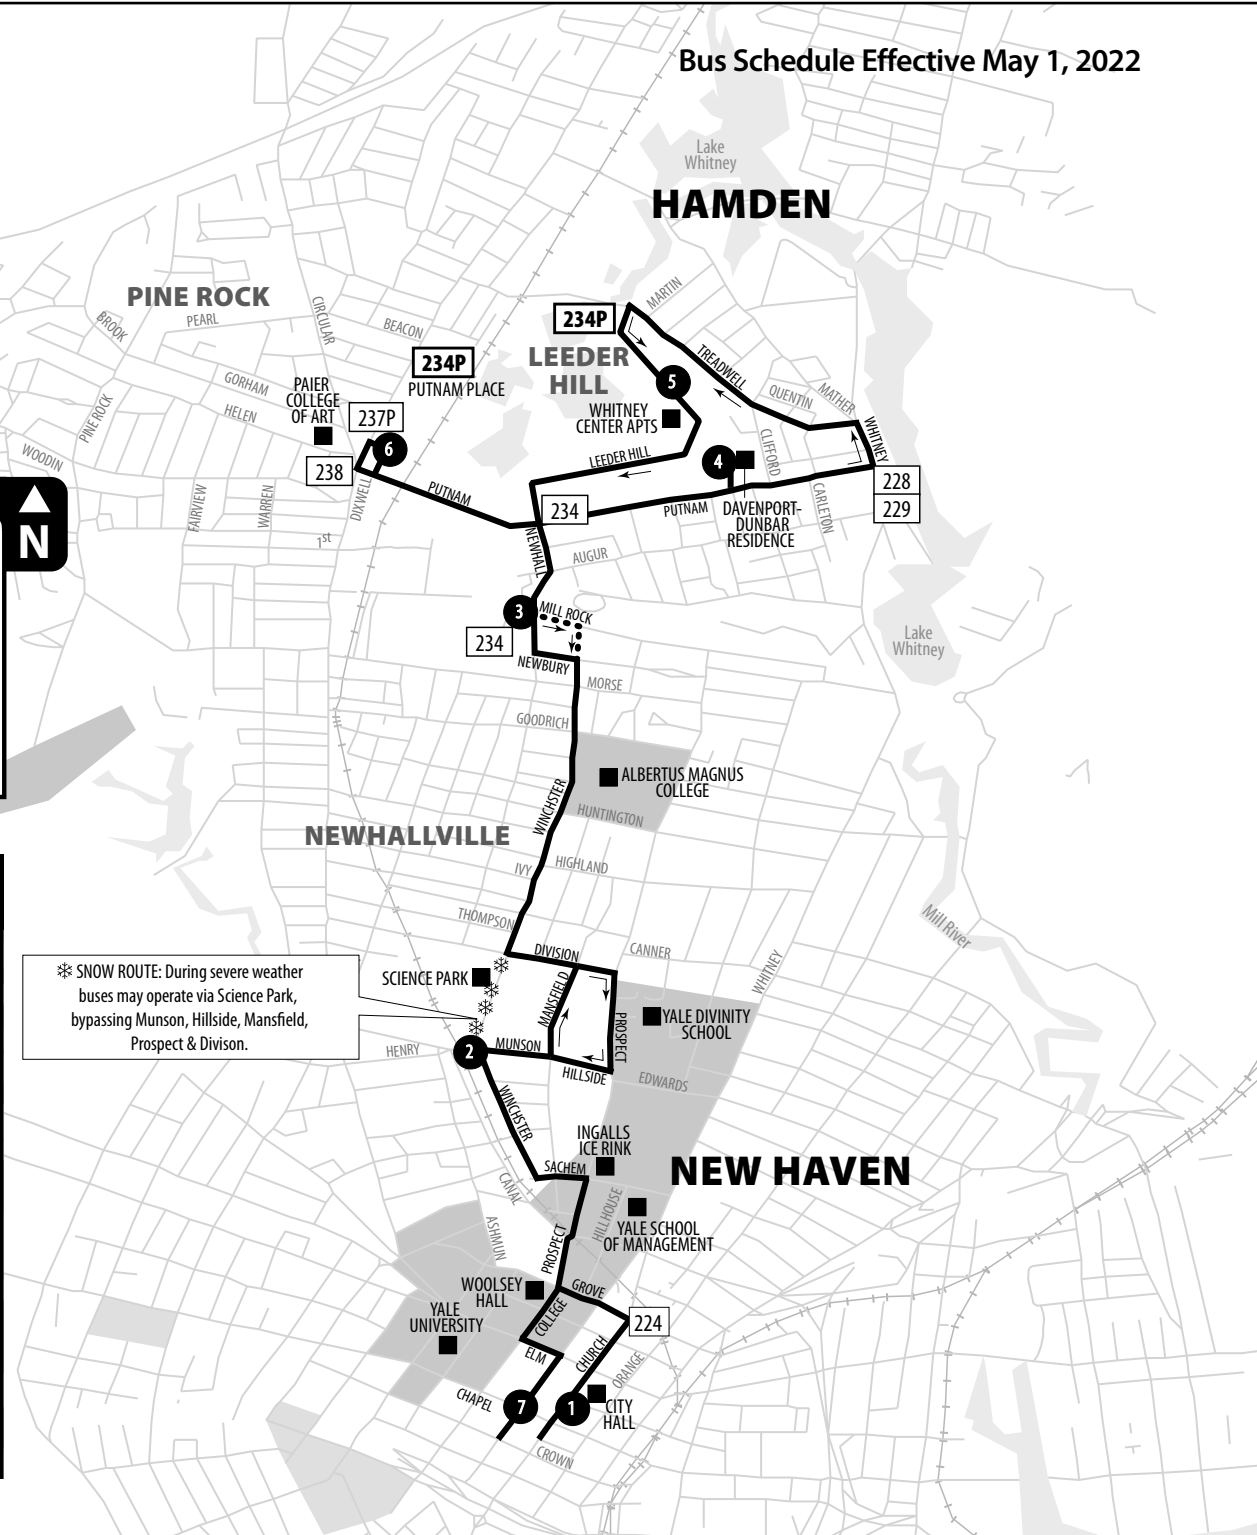 Bus Schedule Effective May 1, 2022
Lake
Whitney
HAMDEN
PINE ROCK
PEARL
BROOK
CIRCULAR
BEACON
MARTIN
234P
LEEDER
HILL
TREADWELL
234P
PUTNAM PLACE
GORHAM
HELEN
PAIER
COLLEGE
OF ART
237P
5
WHITNEY
CENTER APTS
QUENTIN
MATHER
WHITNEY
PINE ROCK
WOODIN
6
238
LEEDER HILL
4
CLIFFORD
228
229
N
FAIRVIEW
WARREN
DIXWELL
PUTNAM
1st
234
PUTNAM
DAVENPORT-
DUNBAR
RESIDENCE
CARLETON
NEWHALL
AUGUR
3
MILL ROCK
234
NEWBURY
Lake
Whitney
MORSE
GOODRICH
ALBERTUS MAGNUS
COLLEGE
WINCHSTER
HUNTINGTON
NEWHALLVILLE
IVY
HIGHLAND
THOMPSON
DIVISION
CANNER
Mill River
WHITNEY
❄ SNOW ROUTE: During severe weather
buses may operate via Science Park,
bypassing Munson, Hillside, Mansfield,
Prospect & Divison.
SCIENCE PARK
MANSFIELD
PROSPECT
YALE DIVINITY
SCHOOL
HENRY
2
MUNSON
HILLSIDE
EDWARDS
WINCHSTER
INGALLS
ICE RINK
SACHEM
NEW HAVEN
CANAL
HILLHOUSE
ASHMUN
PROSPECT
YALE SCHOOL
OF MANAGEMENT
WOOLSEY
HALL
GROVE
YALE
UNIVERSITY
COLLEGE
224
ELM
CHURCH
ORANGE
CHAPEL
7
1
CITY
HALL
CROWN